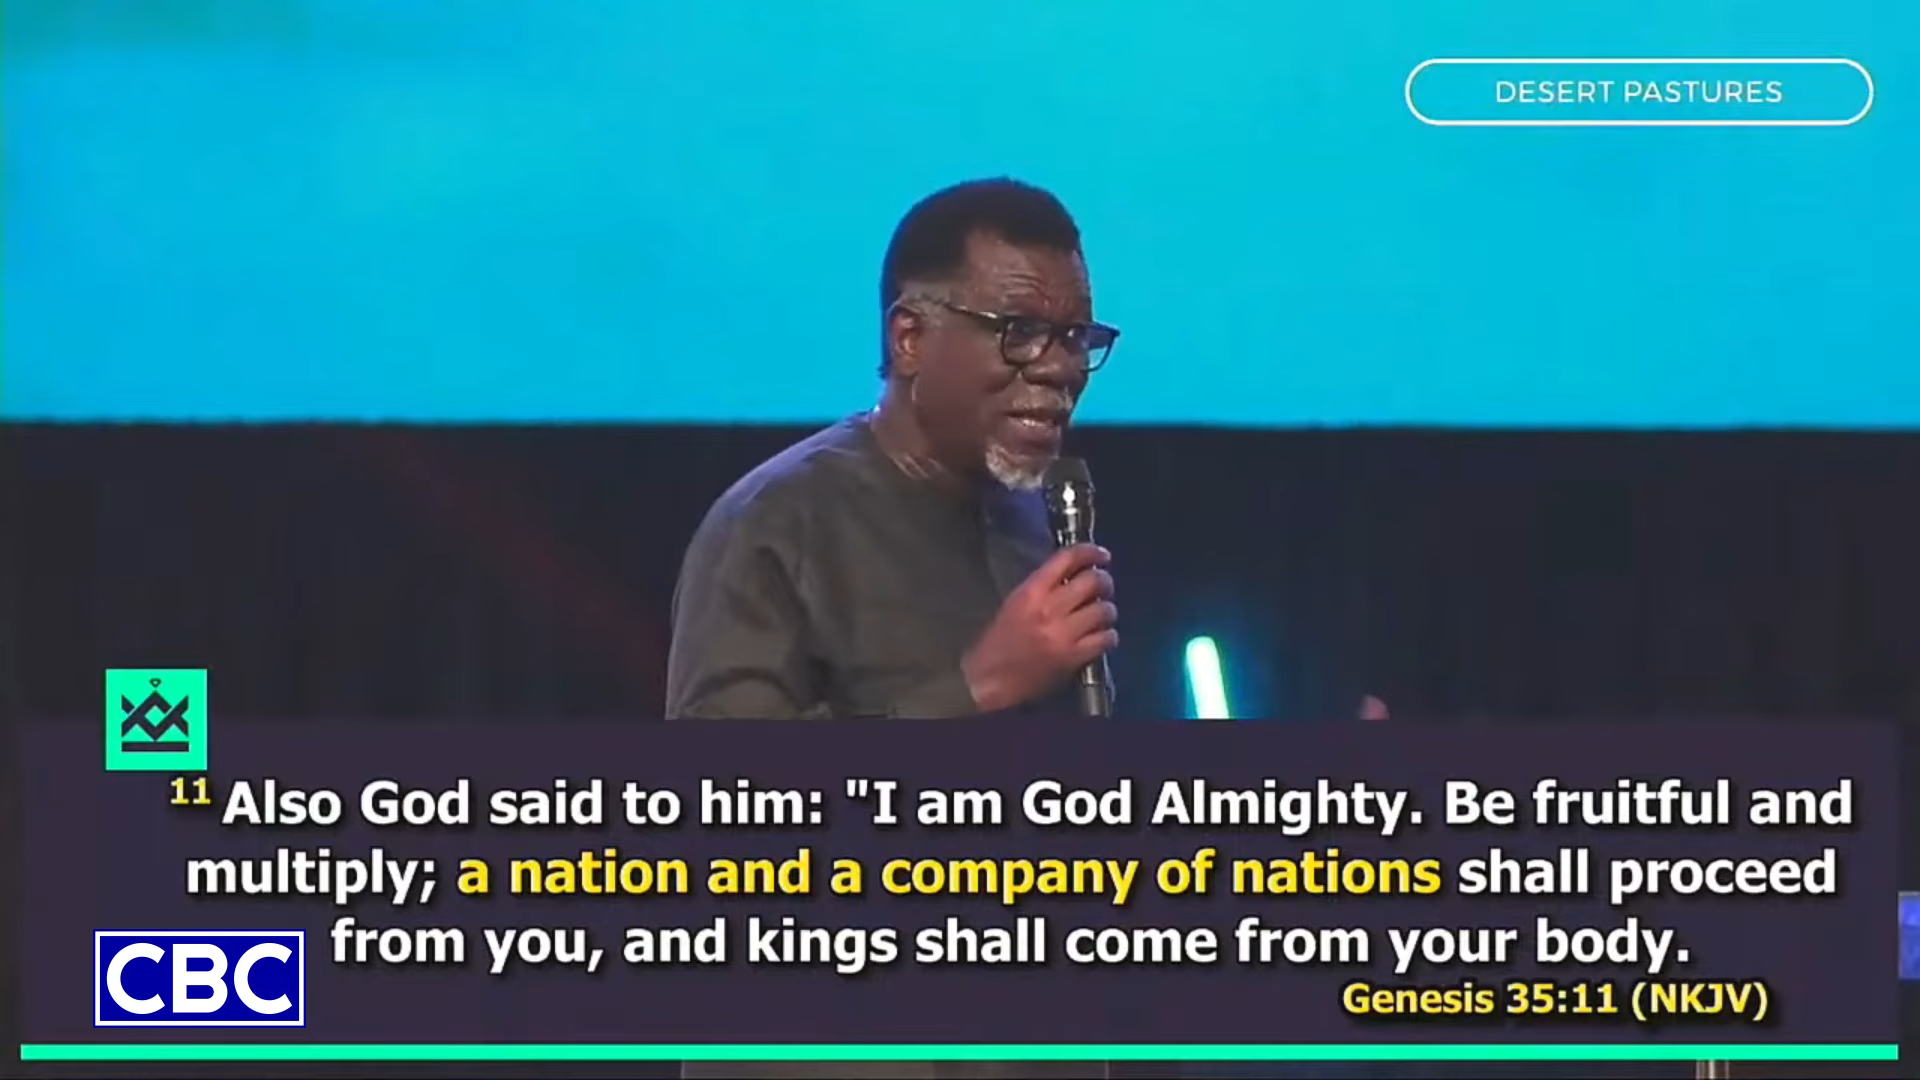 DESERT PASTURES
11 Also God said to him: "I am God Almighty. Be fruitful and
multiply; a nation and a company of nations shall proceed
from you, and kings shall come from your body.
Genesis 35:11 (NKJV)
CBC